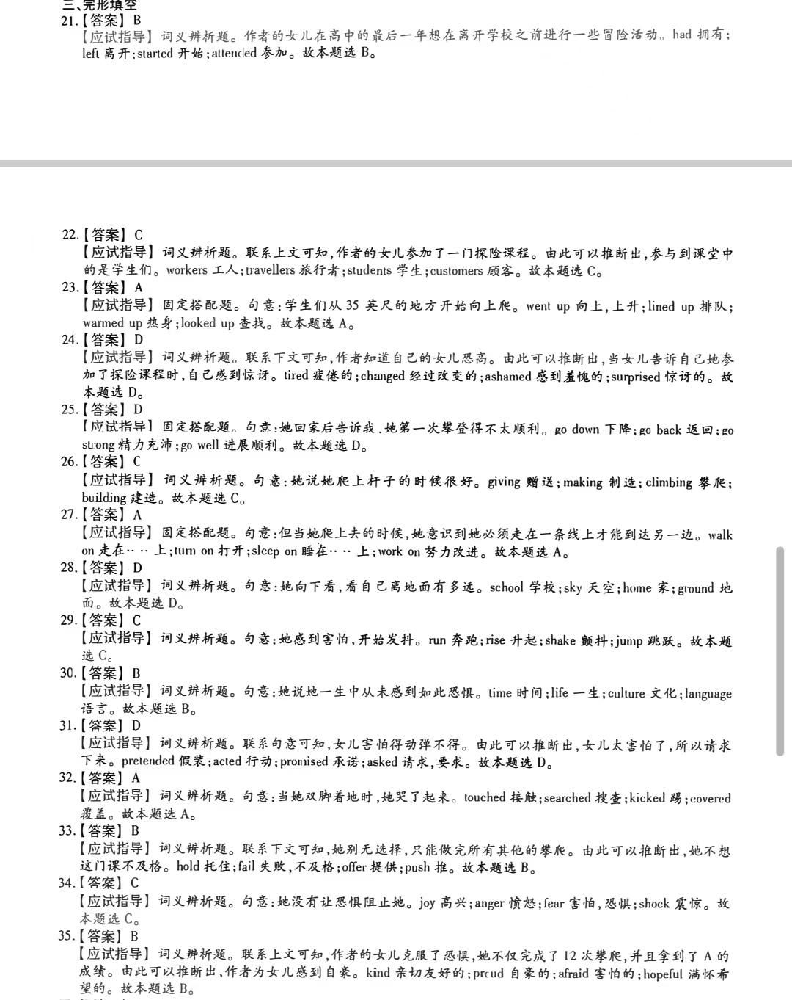 三、完形填空
21.【答案】B
【应试指导】词义辨析题。作者的女儿在高中的最后一年想在离开学校之前进行一些冒险活动。had 拥有;
left 离开;started 开始;attended 参加。故本题选 B。
22.【答案】C
【应试指导】词义辨析题。联系上文可知,作者的女儿参加了一门探险课程。由此可以推断出,参与到课堂中
的是学生们。workers 工人;travellers 旅行者;students 学生;customers 顾客。故本题选 C。
23.【答案】A
【应试指导】固定搭配题。句意:学生们从 35 英尺的地方开始向上爬。went up 向上,上升;lined up 排队;
warmed up 热身;looked up 查找。故本题选 A。
24.【答案】D
【应试指导】词义辨析题。联系下文可知,作者知道自己的女儿恐高。由此可以推断出,当女儿告诉自己她参
加了探险课程时,自己感到惊讶。tired 疲倦的;changed 经过改变的;ashamed 感到羞愧的;surprised 惊讶的。故
本题选 D。
25.【答案】D
【应试指导】固定搭配题。句意:她回家后告诉我,她第一次攀登得不太顺利。go down 下降;go back 返回;go
strong 精力充沛;go well 进展顺利。故本题选 D。
26.【答案】C
【应试指导】词义辨析题。句意:她说她爬上杆子的时候很好。giving 赠送;making 制造;climbing 攀爬;
building 建造。故本题选 C。
27.【答案】A
【应试指导】固定搭配题。句意:但当她爬上去的时候,她意识到她必须走在一条线上才能到达另一边。walk
on 走在…… 上;turn on 打开;sleep on 睡在…… 上;work on 努力改进。故本题选 A。
28.【答案】D
【应试指导】词义辨析题。句意:她向下看,看自己离地面有多远。school 学校;sky 天空;home 家;ground 地
面。故本题选 D。
29.【答案】C
【应试指导】词义辨析题。句意:她感到害怕,开始发抖。run 奔跑;rise 升起;shake 颤抖;jump 跳跃。故本题
选 C。
30.【答案】B
【应试指导】词义辨析题。句意:她说她一生中从未感到如此恐惧。time 时间;life 一生;culture 文化;language
语言。故本题选 B。
31.【答案】D
【应试指导】词义辨析题。联系句意可知,女儿害怕得动弹不得。由此可以推断出,女儿太害怕了,所以请求
下来。pretended 假装;acted 行动;promised 承诺;asked 请求,要求。故本题选 D。
32.【答案】A
【应试指导】词义辨析题。句意:当她双脚着地时,她哭了起来。touched 接触;searched 搜查;kicked 踢;covered
覆盖。故本题选 A。
33.【答案】B
【应试指导】词义辨析题。联系下文可知,她别无选择,只能做完所有其他的攀爬。由此可以推断出,她不想
这门课不及格。hold 托住;fail 失败,不及格;offer 提供;push 推。故本题选 B。
34.【答案】C
【应试指导】词义辨析题。句意:她没有让恐惧阻止她。joy 高兴;anger 愤怒;fear 害怕,恐惧;shock 震惊。故
本题选 C。
35.【答案】B
【应试指导】词义辨析题。联系上文可知,作者的女儿克服了恐惧,她不仅完成了 12 次攀爬,并且拿到了 A 的
成绩。由此可以推断出,作者为女儿感到自豪。kind 亲切友好的;proud 自豪的;afraid 害怕的;hopeful 满怀希
望的。故本题选 B。